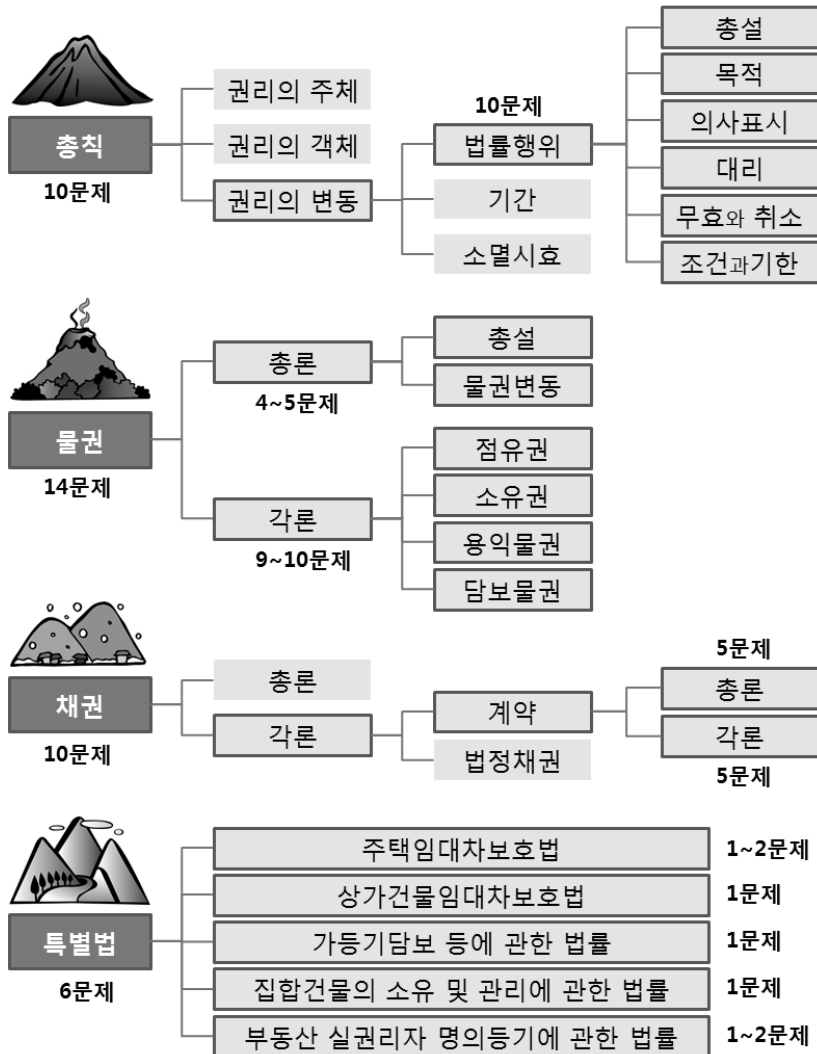 총칙
10문제
권리의 주체
권리의 객체
권리의 변동
10문제
법률행위
기간
소멸시효
총설
목적
의사표시
대리
무효와 취소
조건과기한
물권
14문제
총론
4~5문제
총설
물권변동
각론
9~10문제
점유권
소유권
용익물권
담보물권
채권
10문제
총론
각론
계약
법정채권
5문제
총론
각론
5문제
특별법
6문제
주택임대차보호법
1~2문제
상가건물임대차보호법
1문제
가등기담보 등에 관한 법률
1문제
집합건물의 소유 및 관리에 관한 법률
1문제
부동산 실권리자 명의등기에 관한 법률
1~2문제